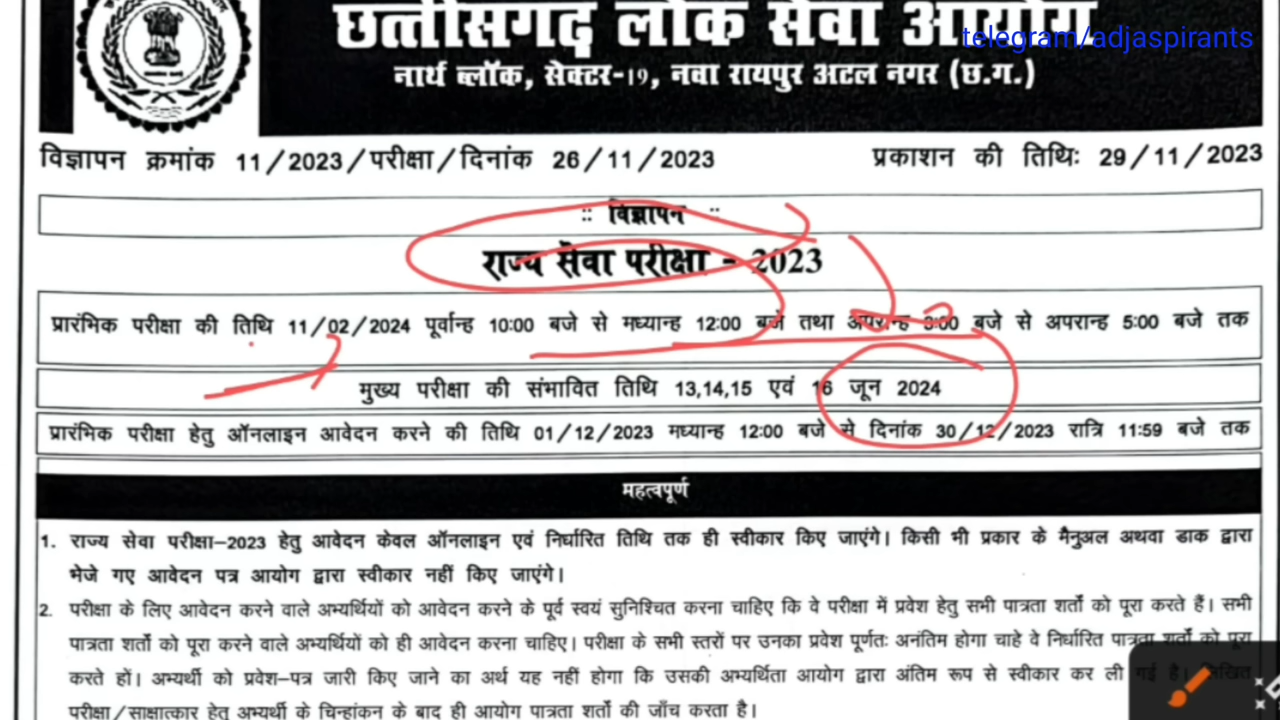 छत्तीसगढ़ लोक सेवा आयोग
telegram/adjaspirants
नार्थ ब्लॉक, सेक्टर-19, नवा रायपुर अटल नगर (छ.ग.)
विज्ञापन क्रमांक 11/2023/परीक्षा/दिनांक 26/11/2023 प्रकाशन की तिथिः 29/11/2023
:: विज्ञापन ::
राज्य सेवा परीक्षा - 2023
प्रारंभिक परीक्षा की तिथि 11/02/2024 पूर्वान्ह 10:00 बजे से मध्यान्ह 12:00 बजे तथा अपरान्ह 3:00 बजे से अपरान्ह 5:00 बजे तक
मुख्य परीक्षा की संभावित तिथि 13,14,15 एवं 16 जून 2024
प्रारंभिक परीक्षा हेतु ऑनलाइन आवेदन करने की तिथि 01/12/2023 मध्यान्ह 12:00 बजे से दिनांक 30/12/2023 रात्रि 11:59 बजे तक
महत्वपूर्ण
1. राज्य सेवा परीक्षा–2023 हेतु आवेदन केवल ऑनलाइन एवं निर्धारित तिथि तक ही स्वीकार किए जाएंगे। किसी भी प्रकार के मैनुअल अथवा डाक द्वारा
भेजे गए आवेदन पत्र आयोग द्वारा स्वीकार नहीं किए जाएंगे।
2. परीक्षा के लिए आवेदन करने वाले अभ्यर्थियों को आवेदन करने के पूर्व स्वयं सुनिश्चित करना चाहिए कि वे परीक्षा में प्रवेश हेतु सभी पात्रता शर्तो को पूरा करते हैं। सभी
पात्रता शर्तों को पूरा करने वाले अभ्यर्थियों को ही आवेदन करना चाहिए। परीक्षा के सभी स्तरों पर उनका प्रवेश पूर्णतः अनंतिम होगा चाहे वे निर्धारित पात्रता शर्तो को पूरा
करते हों। अभ्यर्थी को प्रवेश–पत्र जारी किए जाने का अर्थ यह नहीं होगा कि उसकी अभ्यर्थिता आयोग द्वारा अंतिम रूप से स्वीकार कर ली गई है। लिखित
परीक्षा/साक्षात्कार हेतु अभ्यर्थी के चिन्हांकन के बाद ही आयोग पात्रता शर्तों की जाँच करता है।